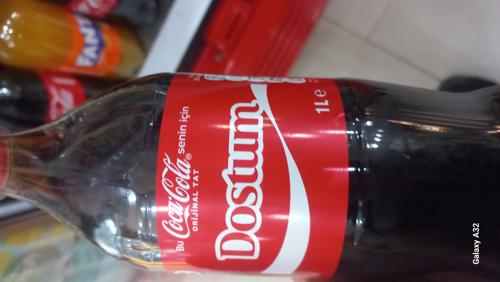 Bu Coca-Cola® senin için
ORİJİNAL TAT
Dostum
1L e
FANTA
Galaxy A32